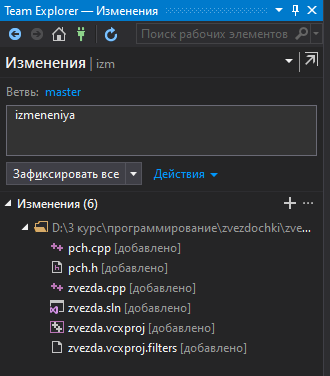 Team Explorer — Изменения
Поиск рабочих элементов
Изменения | izm
Ветвь: master
izmeneniya
Зафиксировать все Действия
Изменения (6)
D:\3 курс\программирование\zvezdochki\zve...
pch.cpp [добавлено]
pch.h [добавлено]
zvezda.cpp [добавлено]
zvezda.sln [добавлено]
zvezda.vcxproj [добавлено]
zvezda.vcxproj.filters [добавлено]